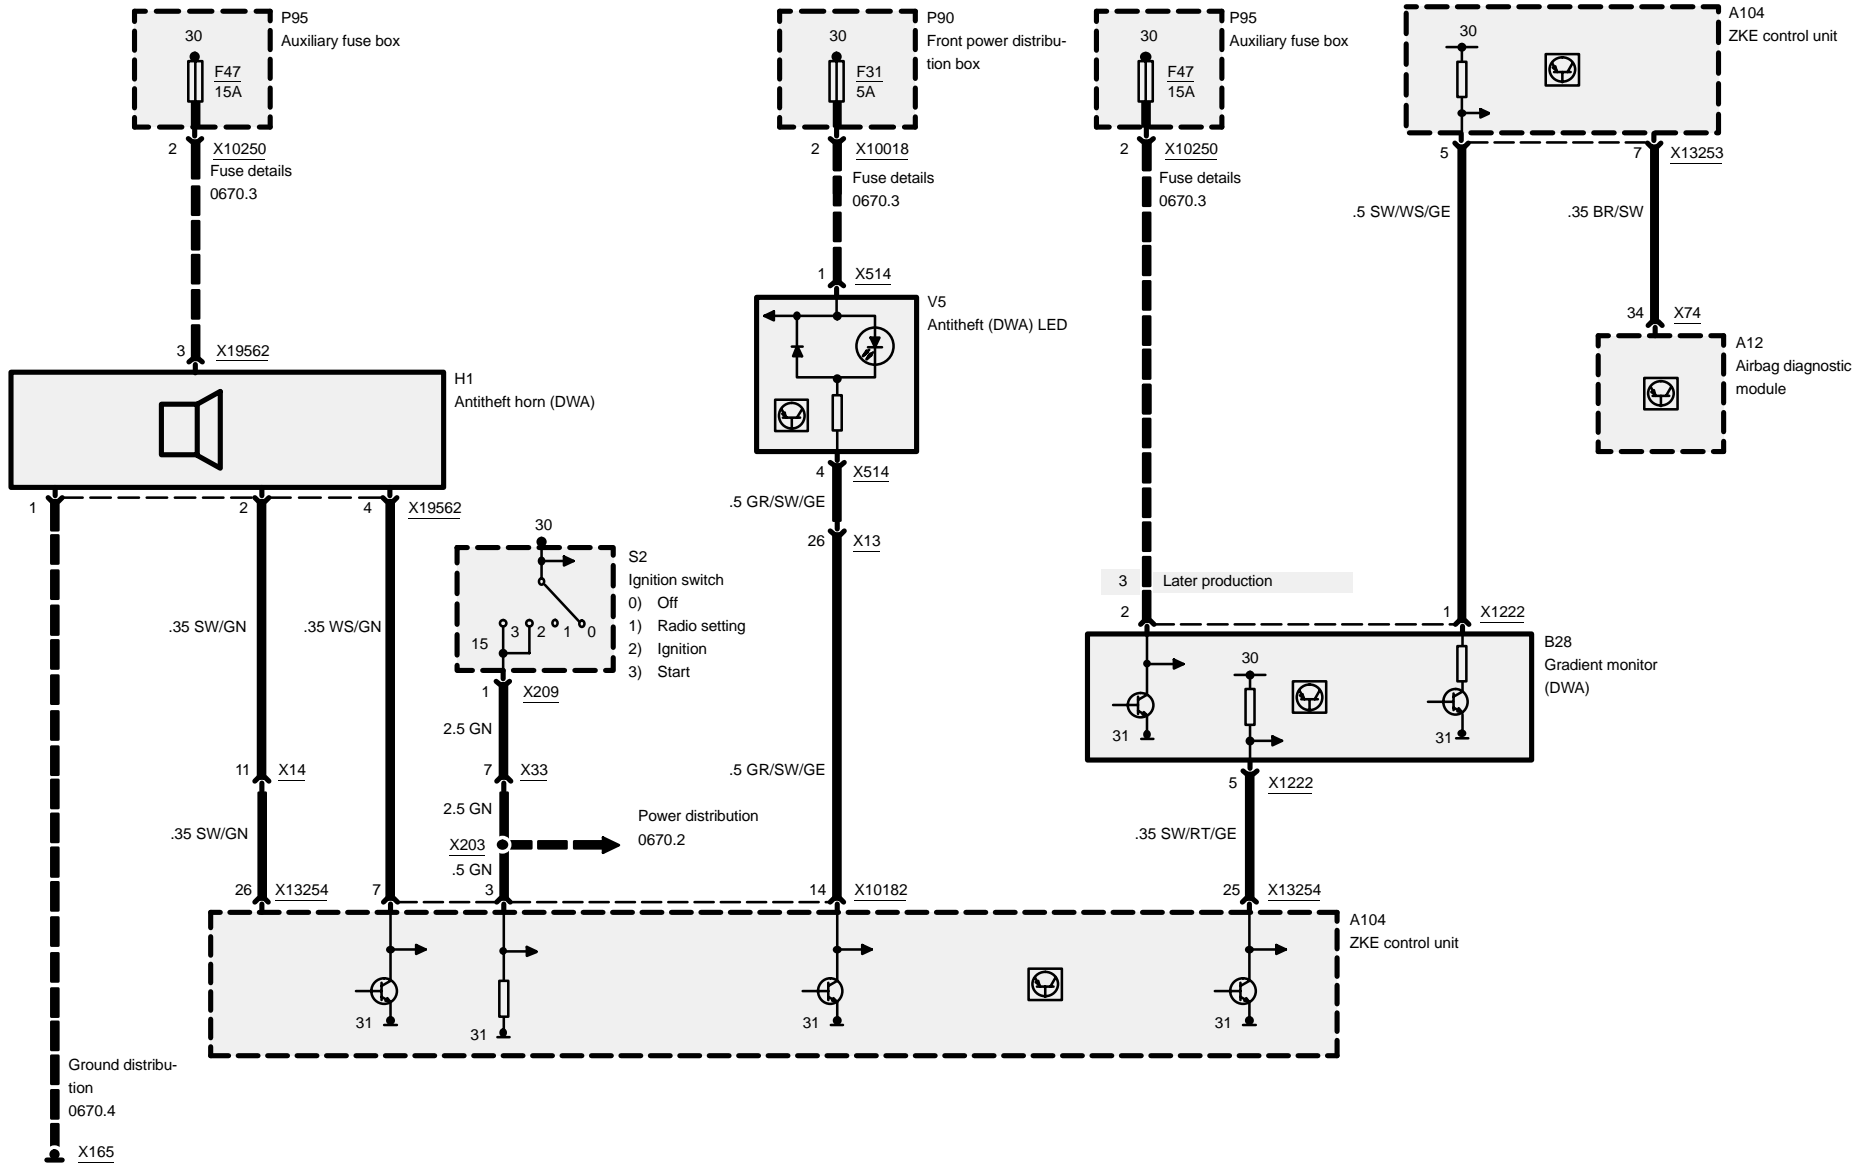 P95
Auxiliary fuse box
30
F47
15A
2 X10250
Fuse details
0670.3
3 X19562
H1
Antitheft horn (DWA)
1 2 4 X19562
.35 SW/GN
.35 WS/GN
11 X14
.35 SW/GN
26 X13254
7
Ground distribu-
tion
0670.4
X165
30
S2
Ignition switch
0) Off
1) Radio setting
2) Ignition
3) Start
15 3 2 1 0
1 X209
2.5 GN
7 X33
2.5 GN
X203
Power distribution
0670.2
.5 GN
3
P90
Front power distribu-
tion box
30
F31
5A
2 X10018
Fuse details
0670.3
1 X514
V5
Antitheft (DWA) LED
4 X514
.5 GR/SW/GE
26 X13
.5 GR/SW/GE
14 X10182
P95
Auxiliary fuse box
30
F47
15A
2 X10250
Fuse details
0670.3
3 Later production
2
A104
ZKE control unit
30
5 7 X13253
.5 SW/WS/GE
.35 BR/SW
34 X74
A12
Airbag diagnostic
module
1 X1222
B28
Gradient monitor
(DWA)
30
31
31
5 X1222
.35 SW/RT/GE
25 X13254
A104
ZKE control unit
31
31
31
31